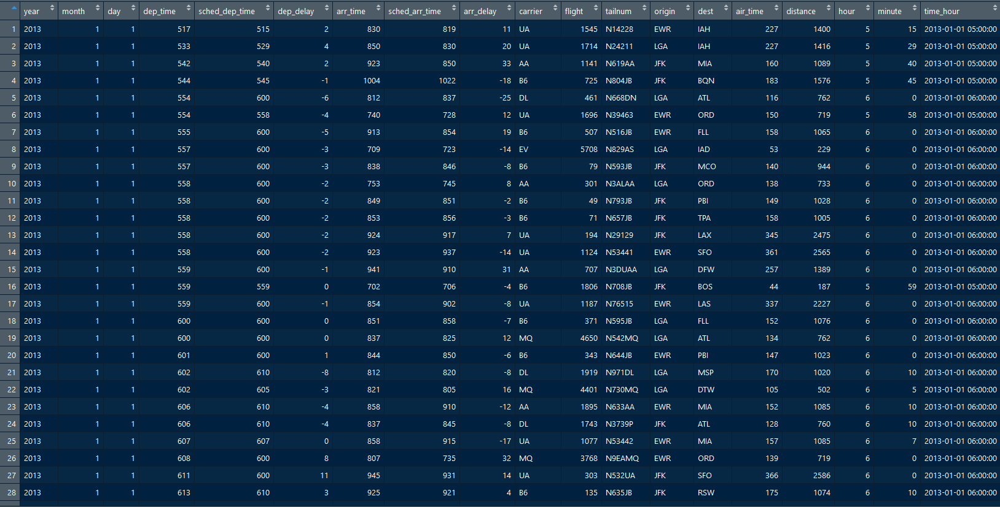 year month day dep_time sched_dep_time dep_delay arr_time sched_arr_time arr_delay carrier flight tailnum origin dest air_time distance hour minute time_hour
1 2013 1 1 517 515 2 830 819 11 UA 1545 N14228 EWR IAH 227 1400 5 15 2013-01-01 05:00:00
2 2013 1 1 533 529 4 850 830 20 UA 1714 N24211 LGA IAH 227 1416 5 29 2013-01-01 05:00:00
3 2013 1 1 542 540 2 923 850 33 AA 1141 N619AA JFK MIA 160 1089 5 40 2013-01-01 05:00:00
4 2013 1 1 544 545 -1 1004 1022 -18 B6 725 N804JB JFK BQN 183 1576 5 45 2013-01-01 05:00:00
5 2013 1 1 554 600 -6 812 837 -25 DL 461 N668DN LGA ATL 116 762 6 0 2013-01-01 06:00:00
6 2013 1 1 554 558 -4 740 728 12 UA 1696 N39463 EWR ORD 150 719 5 58 2013-01-01 05:00:00
7 2013 1 1 555 600 -5 913 854 19 B6 507 N516JB EWR FLL 158 1065 6 0 2013-01-01 06:00:00
8 2013 1 1 557 600 -3 709 723 -14 EV 5708 N829AS LGA IAD 53 229 6 0 2013-01-01 06:00:00
9 2013 1 1 557 600 -3 838 846 -8 B6 79 N593JB JFK MCO 140 944 6 0 2013-01-01 06:00:00
10 2013 1 1 558 600 -2 753 745 8 AA 301 N3ALAA LGA ORD 138 733 6 0 2013-01-01 06:00:00
11 2013 1 1 558 600 -2 849 851 -2 B6 49 N793JB JFK PBI 149 1028 6 0 2013-01-01 06:00:00
12 2013 1 1 558 600 -2 853 856 -3 B6 71 N657JB JFK TPA 158 1005 6 0 2013-01-01 06:00:00
13 2013 1 1 558 600 -2 924 917 7 UA 194 N29129 JFK LAX 345 2475 6 0 2013-01-01 06:00:00
14 2013 1 1 558 600 -2 923 937 -14 UA 1124 N53441 EWR SFO 361 2565 6 0 2013-01-01 06:00:00
15 2013 1 1 559 600 -1 941 910 31 AA 707 N3DUAA LGA DFW 257 1389 6 0 2013-01-01 06:00:00
16 2013 1 1 559 559 0 702 706 -4 B6 1806 N708JB JFK BOS 44 187 5 59 2013-01-01 05:00:00
17 2013 1 1 559 600 -1 854 902 -8 UA 1187 N76515 EWR LAS 337 2227 6 0 2013-01-01 06:00:00
18 2013 1 1 600 600 0 851 858 -7 B6 371 N595JB LGA FLL 152 1076 6 0 2013-01-01 06:00:00
19 2013 1 1 600 600 0 837 825 12 MQ 4650 N542MQ LGA ATL 134 762 6 0 2013-01-01 06:00:00
20 2013 1 1 601 600 1 844 850 -6 B6 343 N644JB EWR PBI 147 1023 6 0 2013-01-01 06:00:00
21 2013 1 1 602 610 -8 812 820 -8 DL 1919 N971DL LGA MSP 170 1020 6 10 2013-01-01 06:00:00
22 2013 1 1 602 605 -3 821 805 16 MQ 4401 N730MQ LGA DTW 105 502 6 5 2013-01-01 06:00:00
23 2013 1 1 606 610 -4 858 910 -12 AA 1895 N633AA EWR MIA 152 1085 6 10 2013-01-01 06:00:00
24 2013 1 1 606 610 -4 837 845 -8 DL 1743 N3739P JFK ATL 128 760 6 10 2013-01-01 06:00:00
25 2013 1 1 607 607 0 858 915 -17 UA 1077 N53442 EWR MIA 157 1085 6 7 2013-01-01 06:00:00
26 2013 1 1 608 600 8 807 735 32 MQ 3768 N9EAMQ EWR ORD 139 719 6 0 2013-01-01 06:00:00
27 2013 1 1 611 600 11 945 931 14 UA 303 N532UA JFK SFO 366 2586 6 0 2013-01-01 06:00:00
28 2013 1 1 613 610 3 925 921 4 B6 135 N635JB JFK RSW 175 1074 6 10 2013-01-01 06:00:00